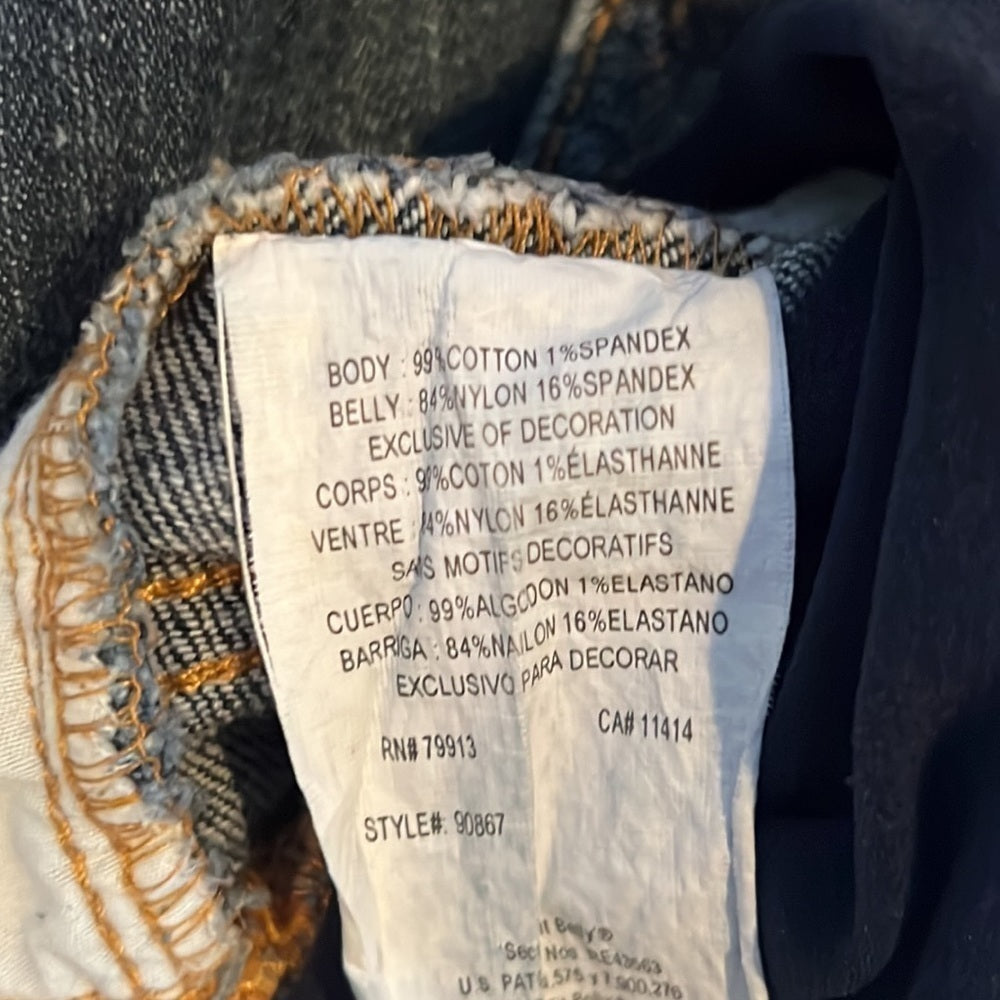 BODY : 99%COTTON 1%SPANDEX
BELLY : 84%NYLON 16%SPANDEX
EXCLUSIVE OF DECORATION
CORPS : 99%COTON 1%ÉLASTHANNE
VENTRE : 84%NYLON 16%ÉLASTHANNE
SANS MOTIFS DECORATIFS
CUERPO : 99%ALGODON 1%ELASTANO
BARRIGA : 84%NAILON 16%ELASTANO
EXCLUSIVO PARA DECORAR
CA# 11414
RN# 79913
STYLE#: 90867
Belly®
U.S. PAT